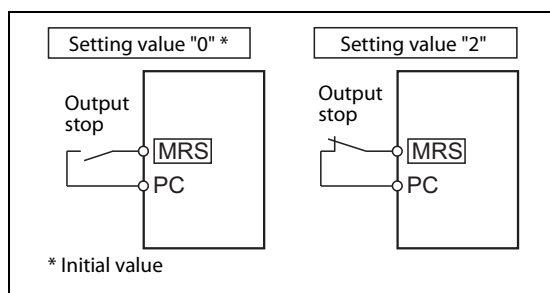 Setting value "0" *
Output
stop
MRS
PC
* Initial value
Setting value "2"
Output
stop
MRS
PC